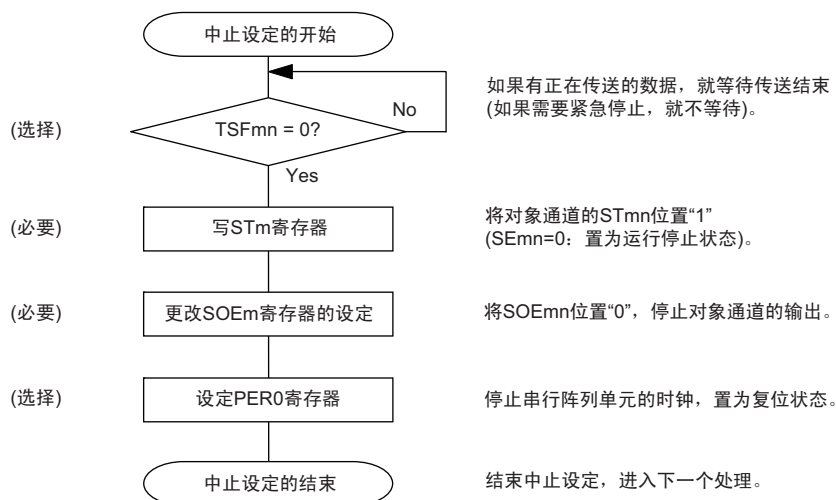 中止设定的开始
如果有正在传送的数据，就等待传送结束
(如果需要紧急停止，就不等待)。
No
(选择)
TSFmn = 0?
Yes
(必要)
写STm寄存器
将对象通道的STmn位置“1”
(SEmn=0：置为运行停止状态)。
(必要)
更改SOEm寄存器的设定
将SOEmn位置“0”，停止对象通道的输出。
(选择)
设定PER0寄存器
停止串行阵列单元的时钟，置为复位状态。
中止设定的结束
结束中止设定，进入下一个处理。